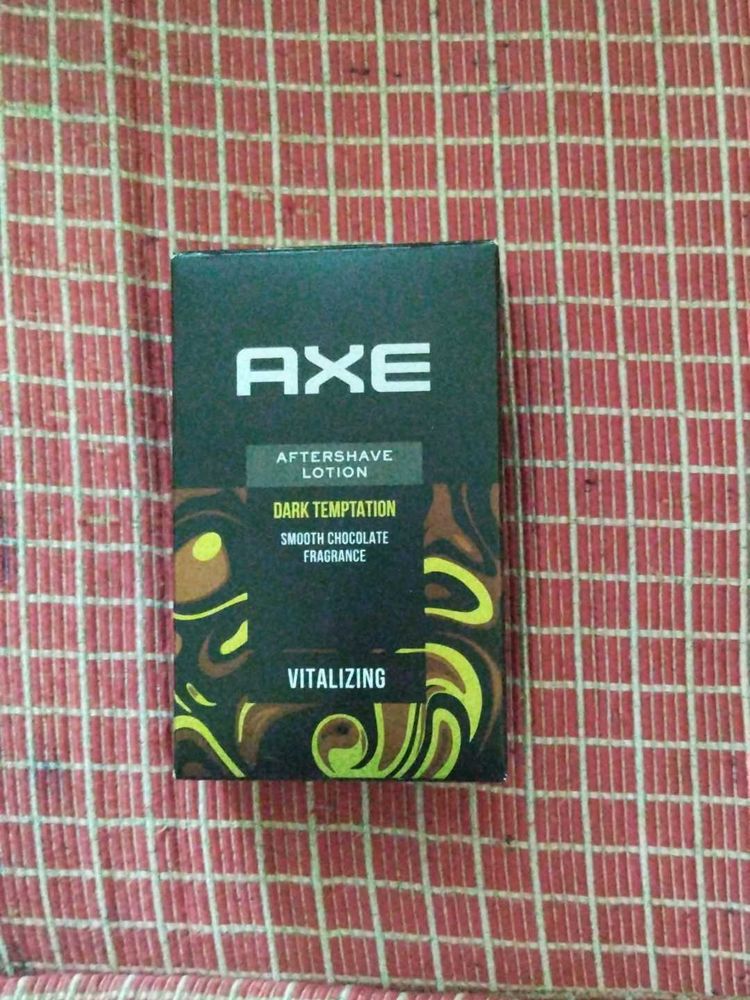 AXE
AFTERSHAVE
LOTION
DARK TEMPTATION
SMOOTH CHOCOLATE
FRAGRANCE
VITALIZING